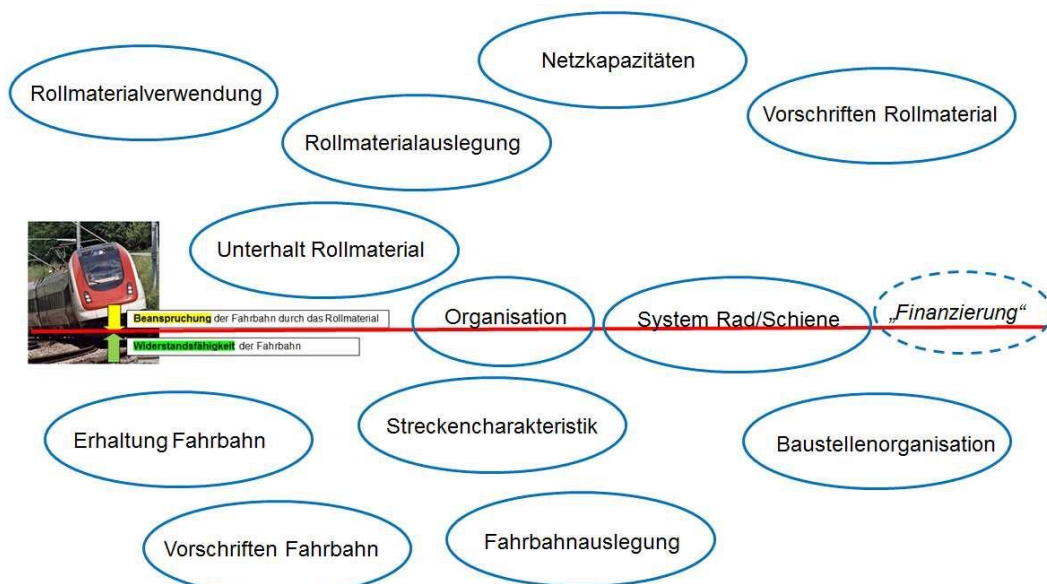 Netzkapazitäten
Rollmaterialverwendung
Vorschriften Rollmaterial
Rollmaterialauslegung
Unterhalt Rollmaterial
Beanspruchung der Fahrbahn durch das Rollmaterial
Organisation
System Rad/Schiene
„Finanzierung“
Widerstandsfähigkeit der Fahrbahn
Streckencharakteristik
Erhaltung Fahrbahn
Baustellenorganisation
Vorschriften Fahrbahn
Fahrbahnauslegung